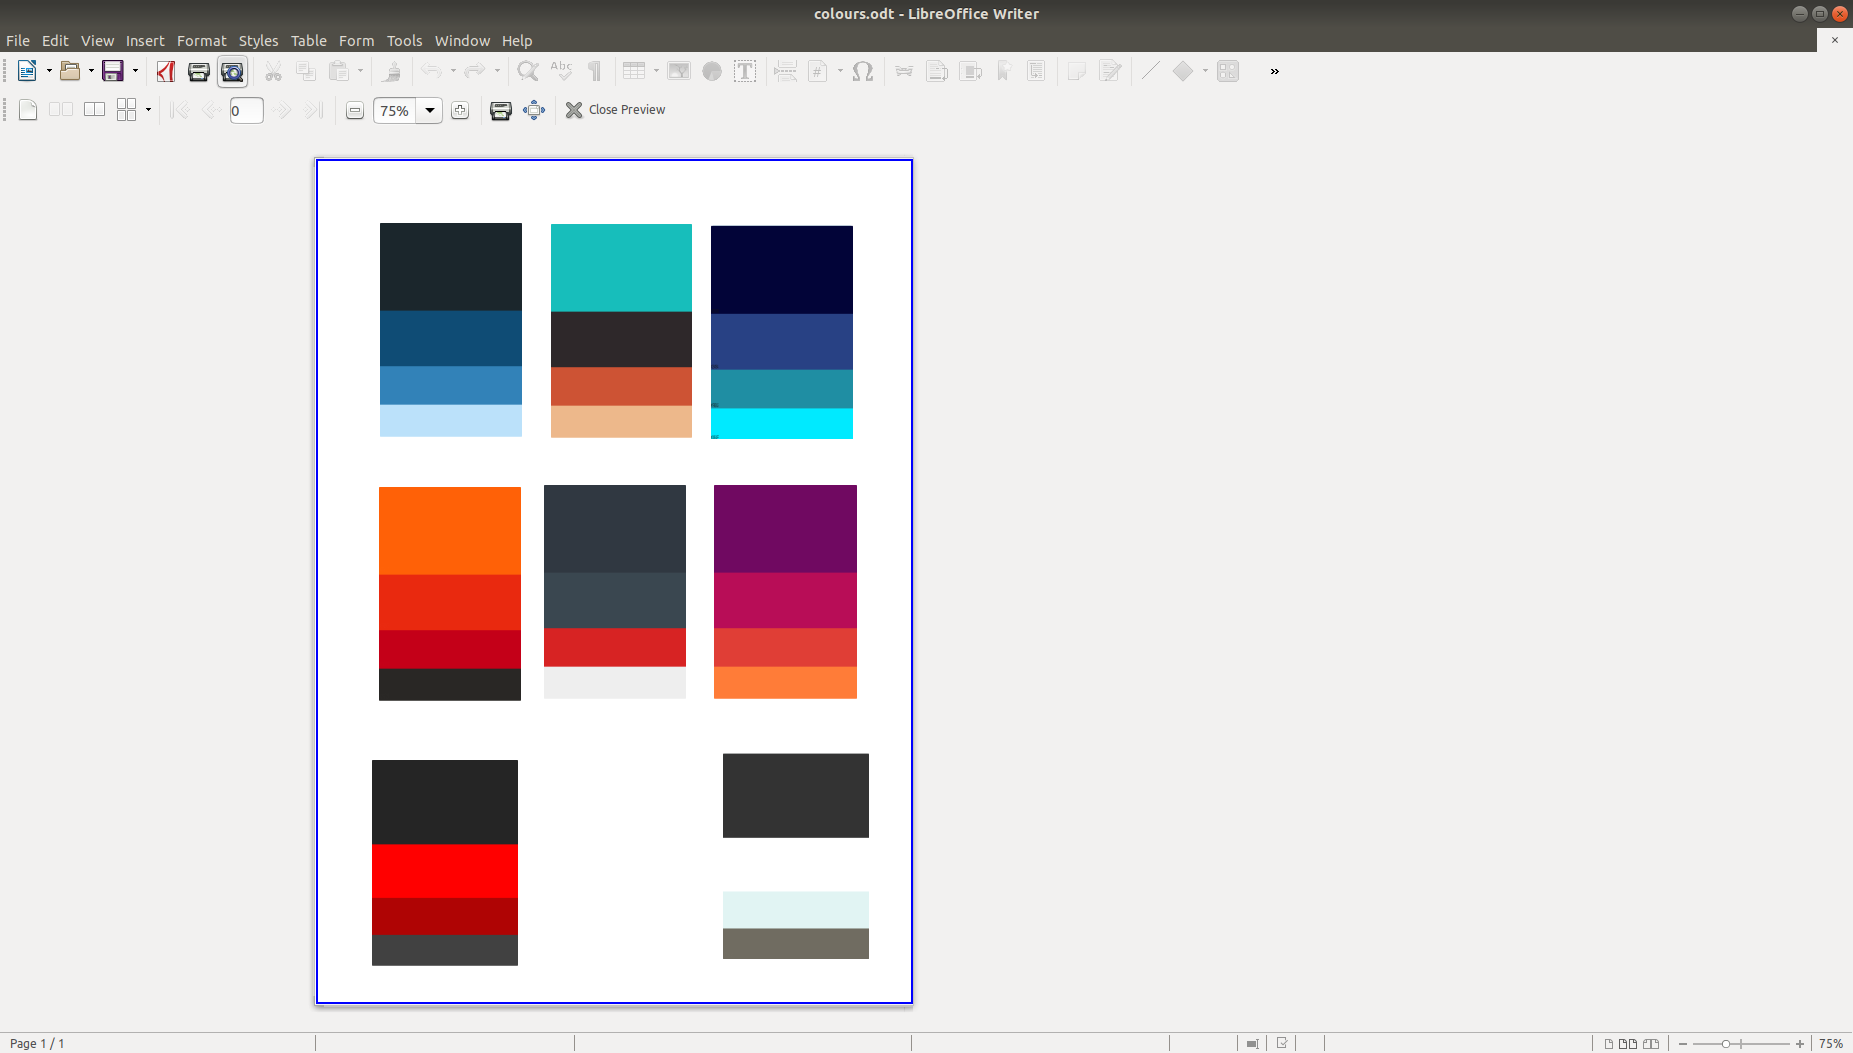 colours.odt - LibreOffice Writer
File Edit View Insert Format Styles Table Form Tools Window Help
Abc
0 75% Close Preview
Page 1 / 1 75%